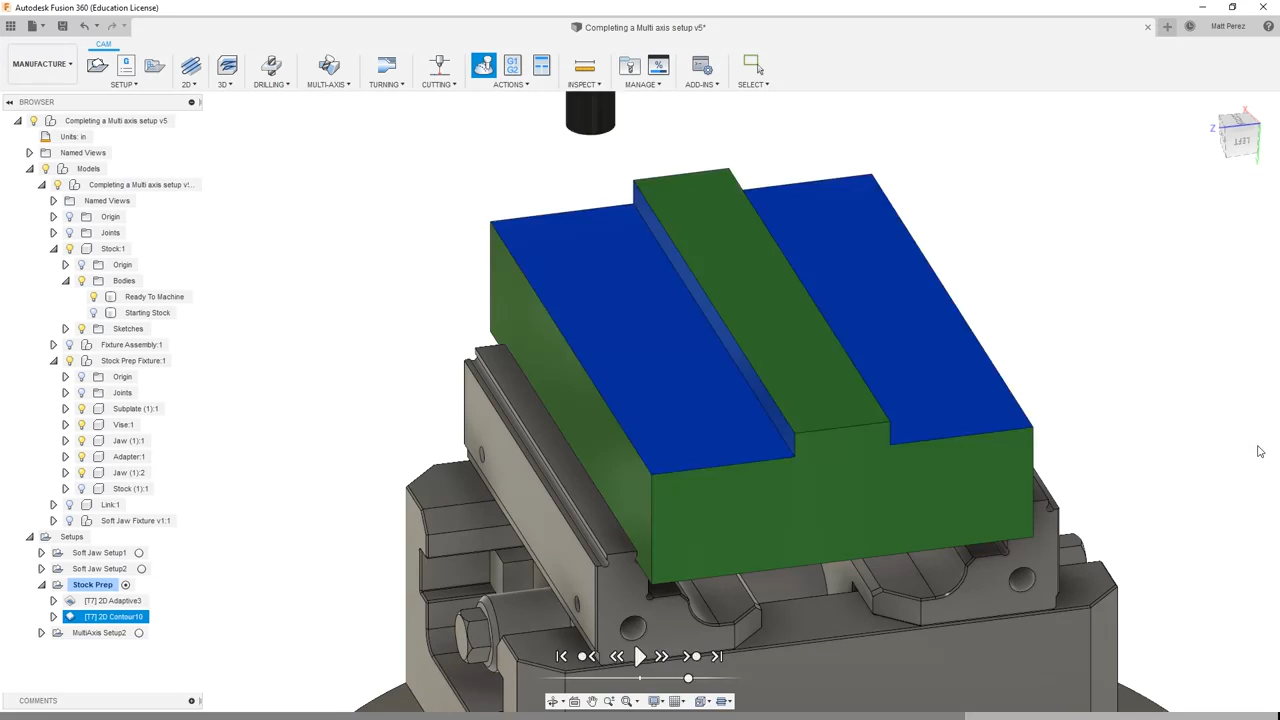 Autodesk Fusion 360 (Education License)
Completing a Multi axis setup v5*
Matt Perez
CAM
MANUFACTURE
G1
G2
%
SETUP
2D
3D
DRILLING
MULTI-AXIS
TURNING
CUTTING
ACTIONS
INSPECT
MANAGE
ADD-INS
SELECT
BROWSER
Completing a Multi axis setup v5
Units: in
Named Views
Models
Completing a Multi axis setup v!...
Named Views
Origin
Joints
Stock:1
Origin
Bodies
Ready To Machine
Starting Stock
Sketches
Fixture Assembly:1
Stock Prep Fixture:1
Origin
Joints
Subplate (1):1
Vise:1
Jaw (1):1
Adapter:1
Jaw (1):2
Stock (1):1
Link:1
Soft Jaw Fixture v1:1
Setups
Soft Jaw Setup1
Soft Jaw Setup2
Stock Prep
[T7] 2D Adaptive3
[T7] 2D Contour10
MultiAxis Setup2
COMMENTS
X
Z
LEFT